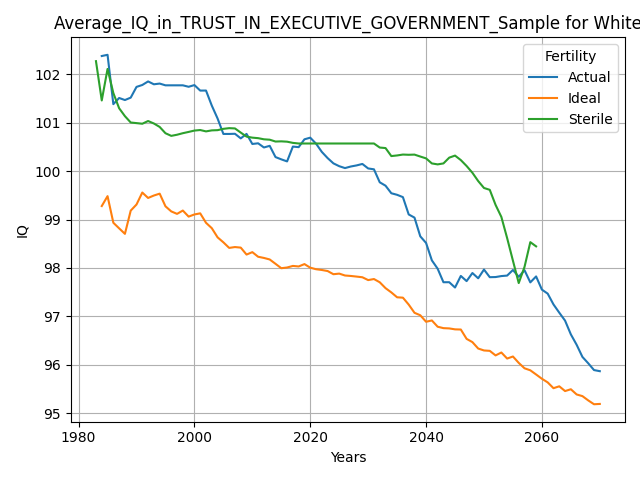 Average_IQ_in_TRUST_IN_EXECUTIVE_GOVERNMENT_Sample for White
Fertility
Actual
Ideal
Sterile
102
101
100
99
98
97
96
95
IQ
1980
2000
2020
2040
2060
Years